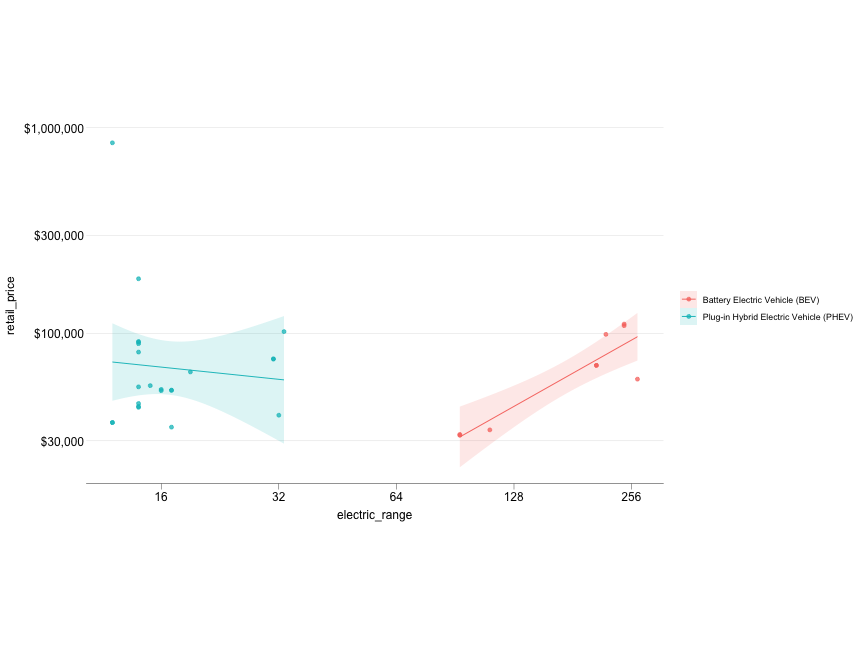 $1,000,000
$300,000
$100,000
$30,000
retail_price
16 32 64 128 256
electric_range
Battery Electric Vehicle (BEV)
Plug-in Hybrid Electric Vehicle (PHEV)